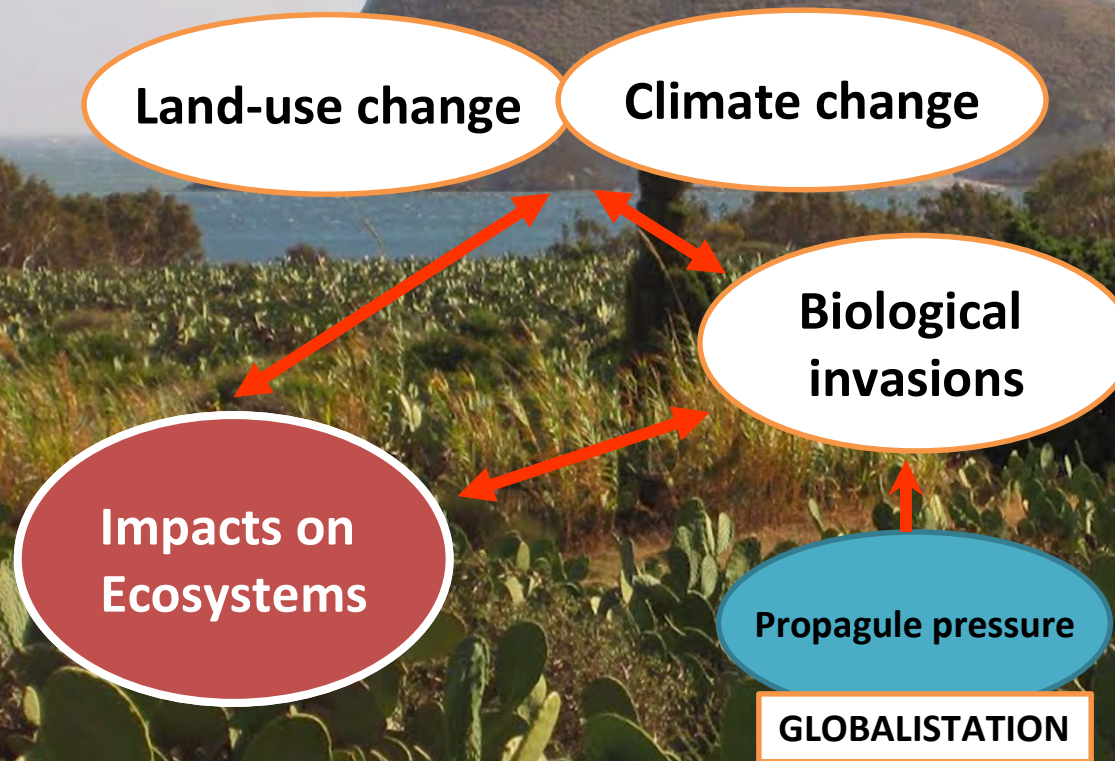 Land-use change
Climate change
Biological
invasions
Impacts on
Ecosystems
Propagule pressure
GLOBALISTATION